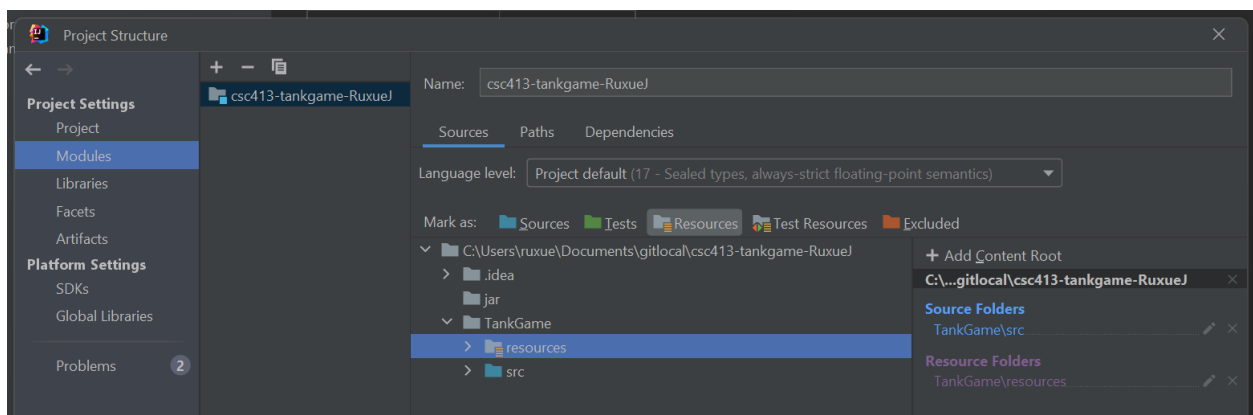 Project Structure
Project Settings
Project
Modules
Libraries
Facets
Artifacts
Platform Settings
SDKs
Global Libraries
Problems 2
csc413-tankgame-RuxueJ
Name: csc413-tankgame-RuxueJ
Sources Paths Dependencies
Language level: Project default (17 - Sealed types, always-strict floating-point semantics)
Mark as: Sources Tests Resources Test Resources Excluded
C:\Users\ruxue\Documents\gitlocal\csc413-tankgame-RuxueJ
.idea
jar
TankGame
resources
src
+ Add Content Root
C:\...gitlocal\csc413-tankgame-RuxueJ
Source Folders
TankGame\src
Resource Folders
TankGame\resources